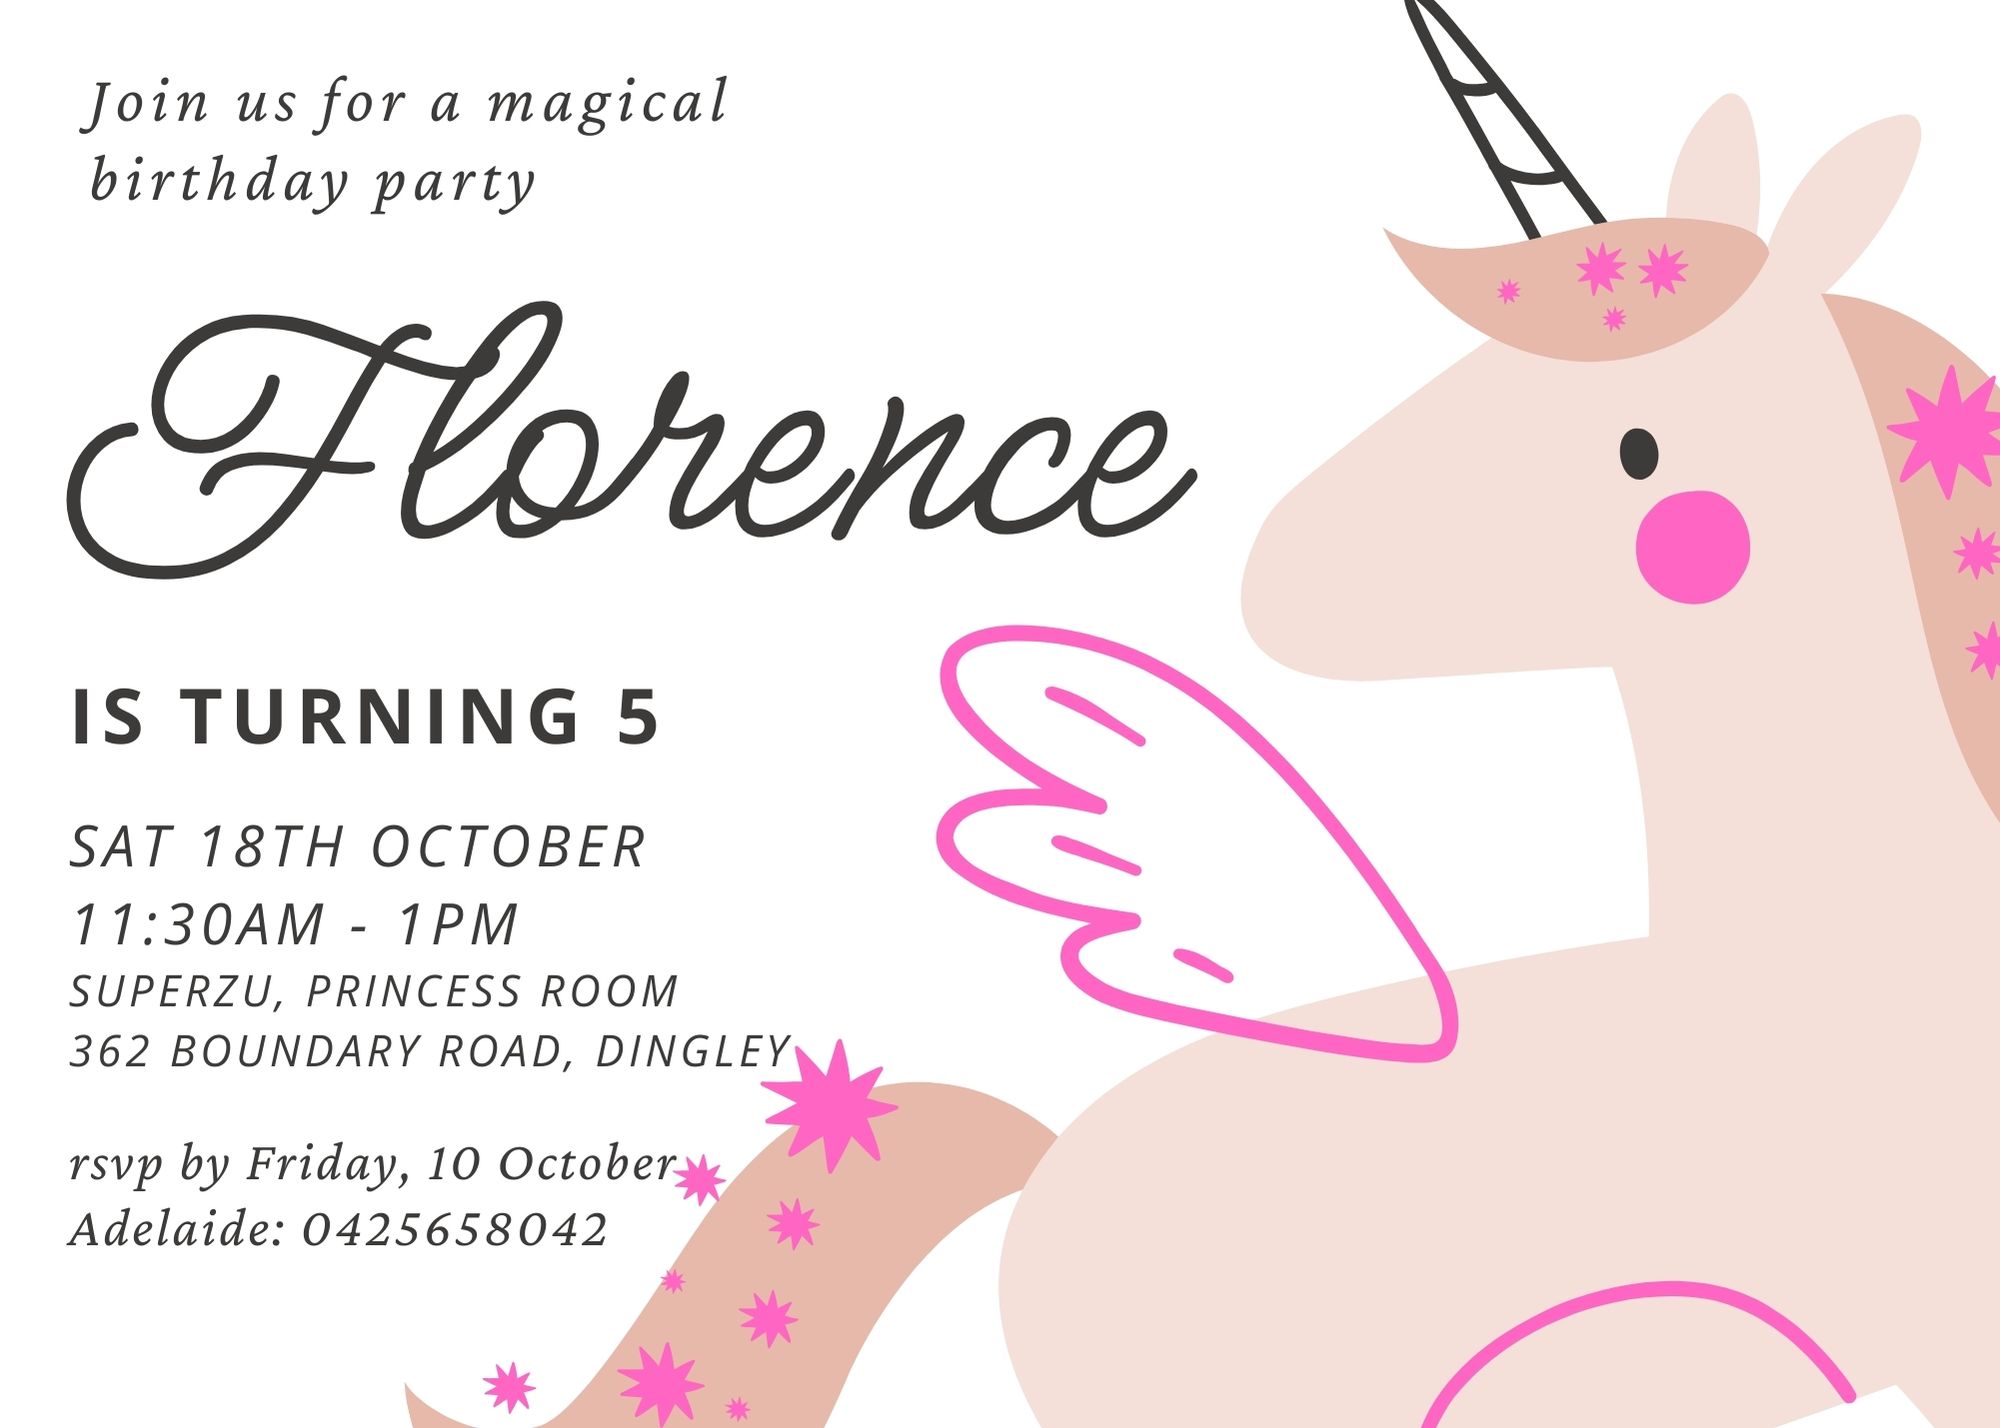 Join us for a magical
birthday party
Florence
IS TURNING 5
SAT 18TH OCTOBER
11:30AM - 1PM
SUPERZU, PRINCESS ROOM
362 BOUNDARY ROAD, DINGLEY
rsvp by Friday, 10 October
Adelaide: 0425658042